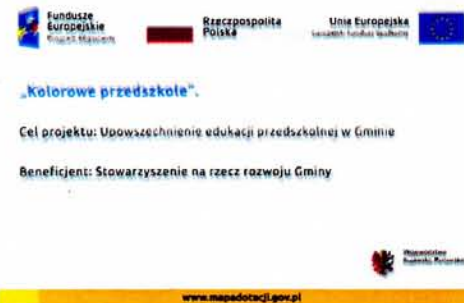 Fundusze
Europejskie
Rzeczpospolita
Polska
Unia Europejska
„Kolorowe przedszkole".
Cel projektu: Upowszechnienie edukacji przedszkolnej w Gminie
Beneficjent: Stowarzyszenie na rzecz rozwoju Gminy
www.mapadotacji.gov.pl